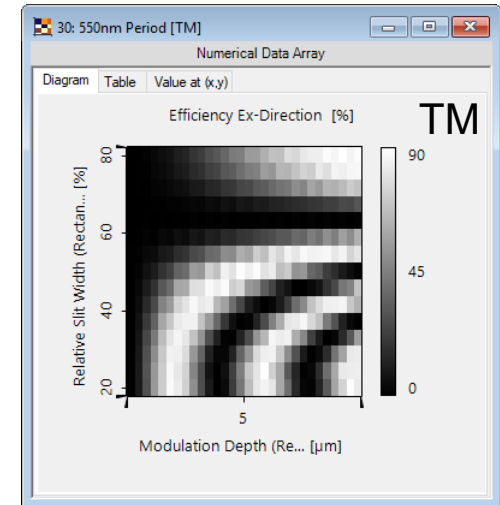 30: 550nm Period [TM]
Numerical Data Array
Diagram Table Value at (x,y)
Efficiency Ex-Direction [%]
TM
Relative Slit Width (Rectan... [%]
80
60
40
20
90
45
0
5
Modulation Depth (Re... [µm]